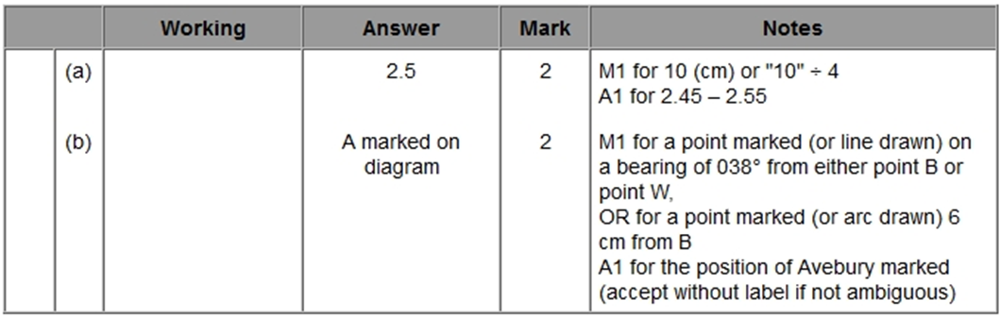 Working Answer Mark Notes
(a) 2.5 2 M1 for 10 (cm) or "10" ÷ 4
A1 for 2.45 – 2.55
(b) A marked on 2 M1 for a point marked (or line drawn) on
diagram a bearing of 038° from either point B or
point W,
OR for a point marked (or arc drawn) 6
cm from B
A1 for the position of Avebury marked
(accept without label if not ambiguous)